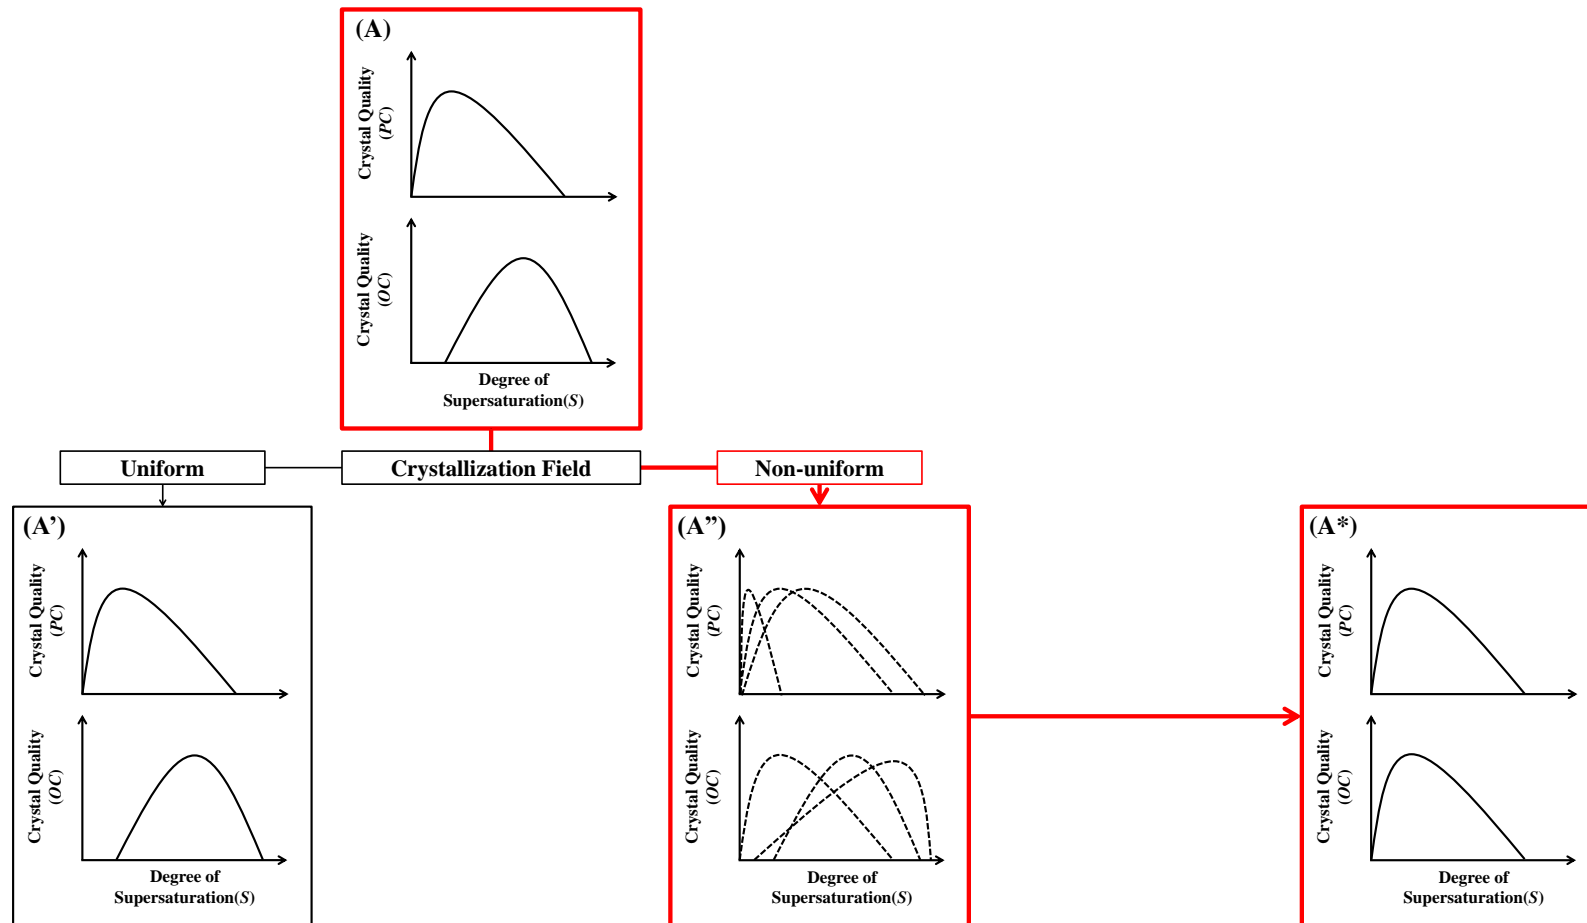 (A)
Crystal Quality
(PC)
Crystal Quality
(OC)
Degree of
Supersaturation(S)
Uniform
Crystallization Field
Non-uniform
(A’)
Crystal Quality
(PC)
Crystal Quality
(OC)
Degree of
Supersaturation(S)
(A”)
Crystal Quality
(PC)
Crystal Quality
(OC)
Degree of
Supersaturation(S)
(A*)
Crystal Quality
(PC)
Crystal Quality
(OC)
Degree of
Supersaturation(S)